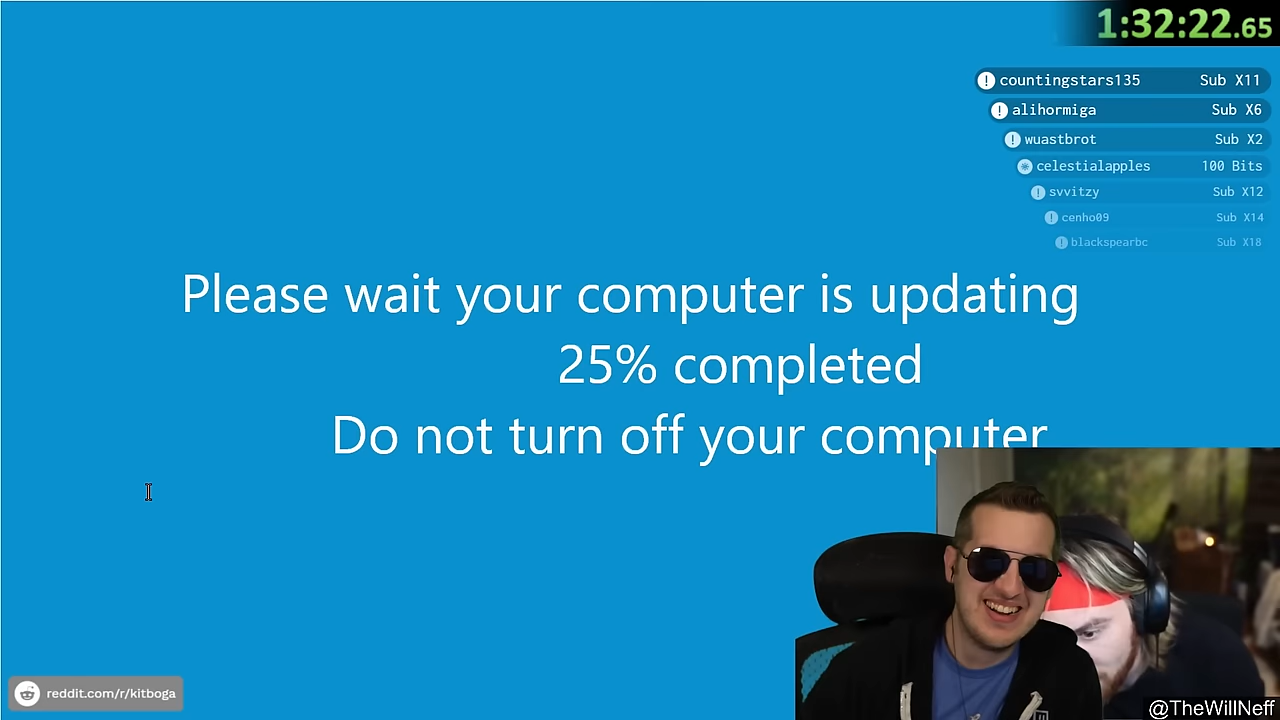 1:32:22.65
countingstars135 Sub X11
alihormiga Sub X6
wuastbrot Sub X2
celestialapples 100 Bits
svvitzy Sub X12
cenho09 Sub X14
blackspearbc Sub X18
Please wait your computer is updating
25% completed
Do not turn off your computer
reddit.com/r/kitboga
@TheWillNeff